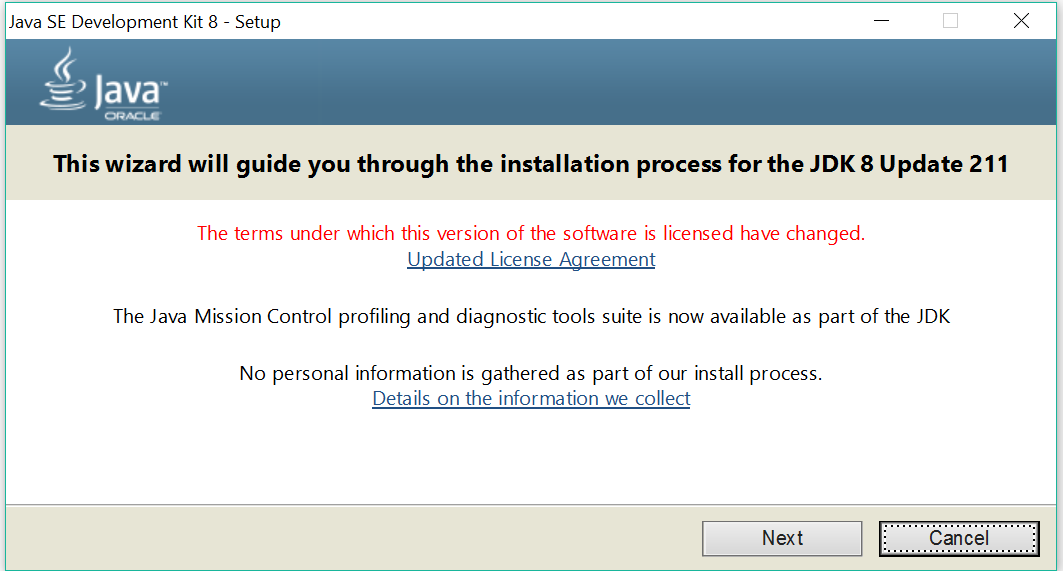 Java SE Development Kit 8 - Setup
Java™
ORACLE
This wizard will guide you through the installation process for the JDK 8 Update 211
The terms under which this version of the software is licensed have changed.
Updated License Agreement
The Java Mission Control profiling and diagnostic tools suite is now available as part of the JDK
No personal information is gathered as part of our install process.
Details on the information we collect
Next Cancel